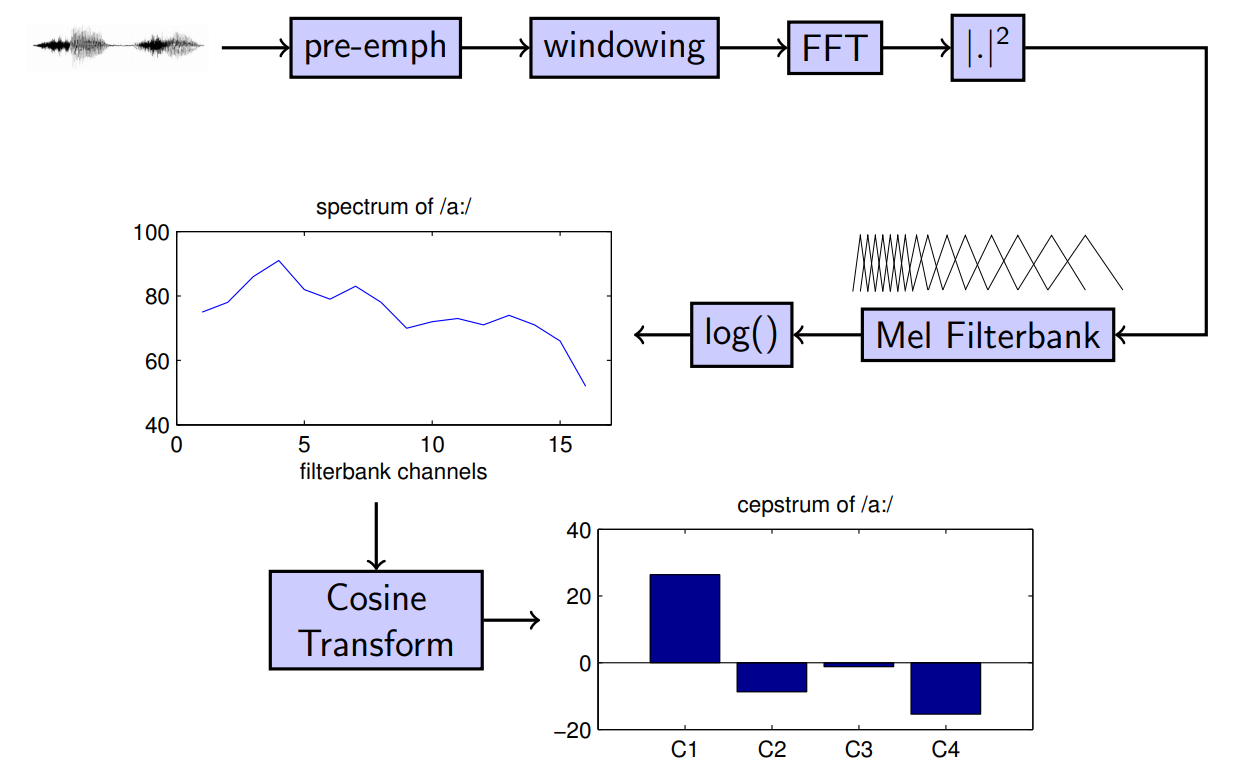 pre-emph
windowing
FFT
|.|²
spectrum of /a:/
100
80
60
40
0 5 10 15
filterbank channels
log()
Mel Filterbank
Cosine
Transform
cepstrum of /a:/
40
20
0
−20
C1 C2 C3 C4